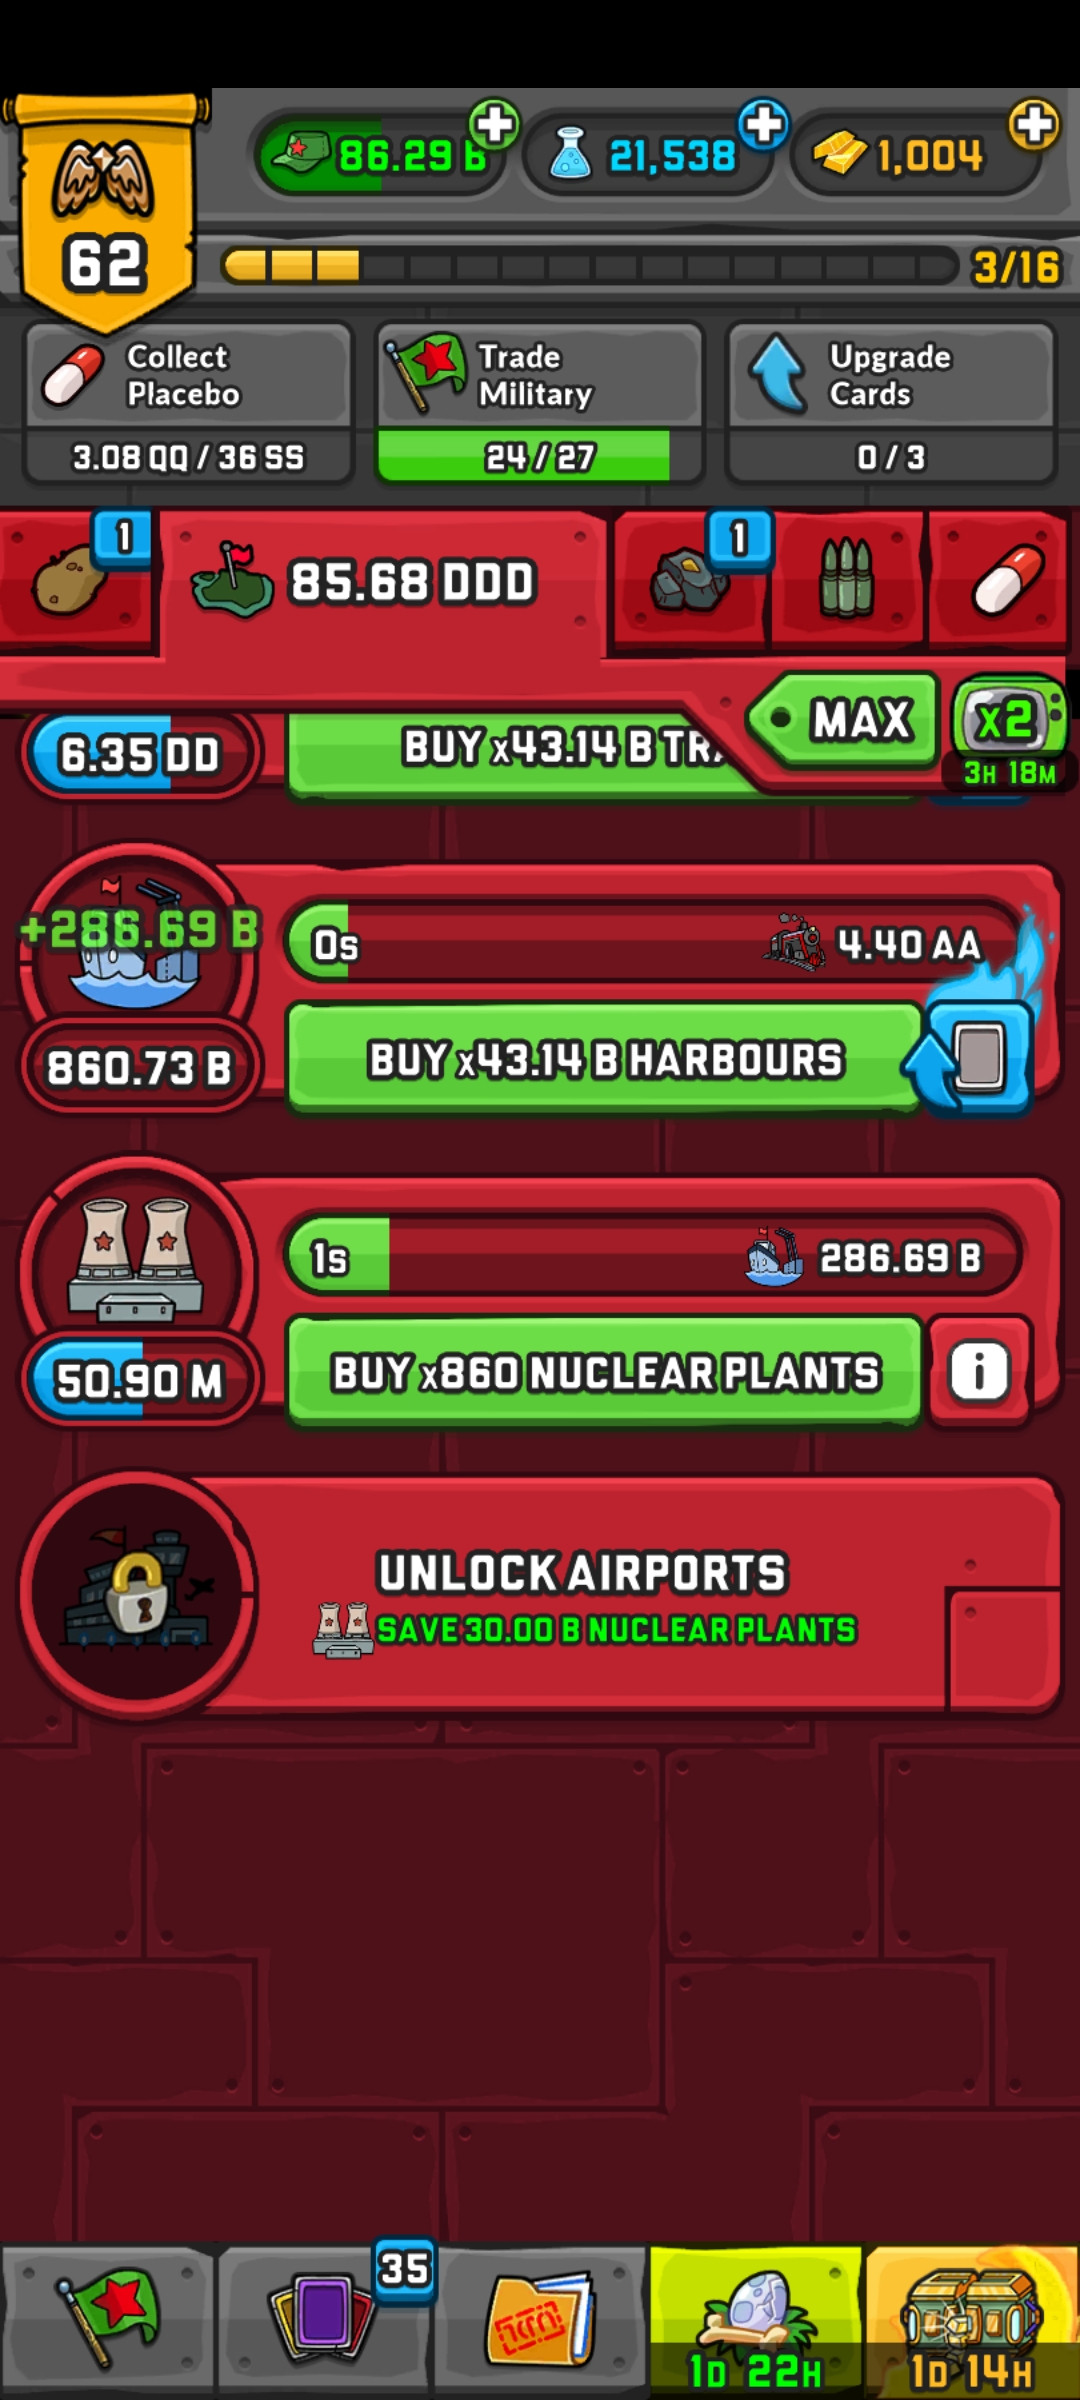 86.29 B
21,538
1,004
62
3/16
Collect
Placebo
3.08 QQ / 36 SS
Trade
Military
24 / 27
Upgrade
Cards
0 / 3
1
85.68 DDD
1
MAX
x2
3H 18M
6.35 DD
BUY x43.14 B
+286.69 B
0s
4.40 AA
860.73 B
BUY x43.14 B HARBOURS
1s
286.69 B
50.90 M
BUY x860 NUCLEAR PLANTS
i
UNLOCK AIRPORTS
SAVE 30.00 B NUCLEAR PLANTS
35
1D 22H
1D 14H